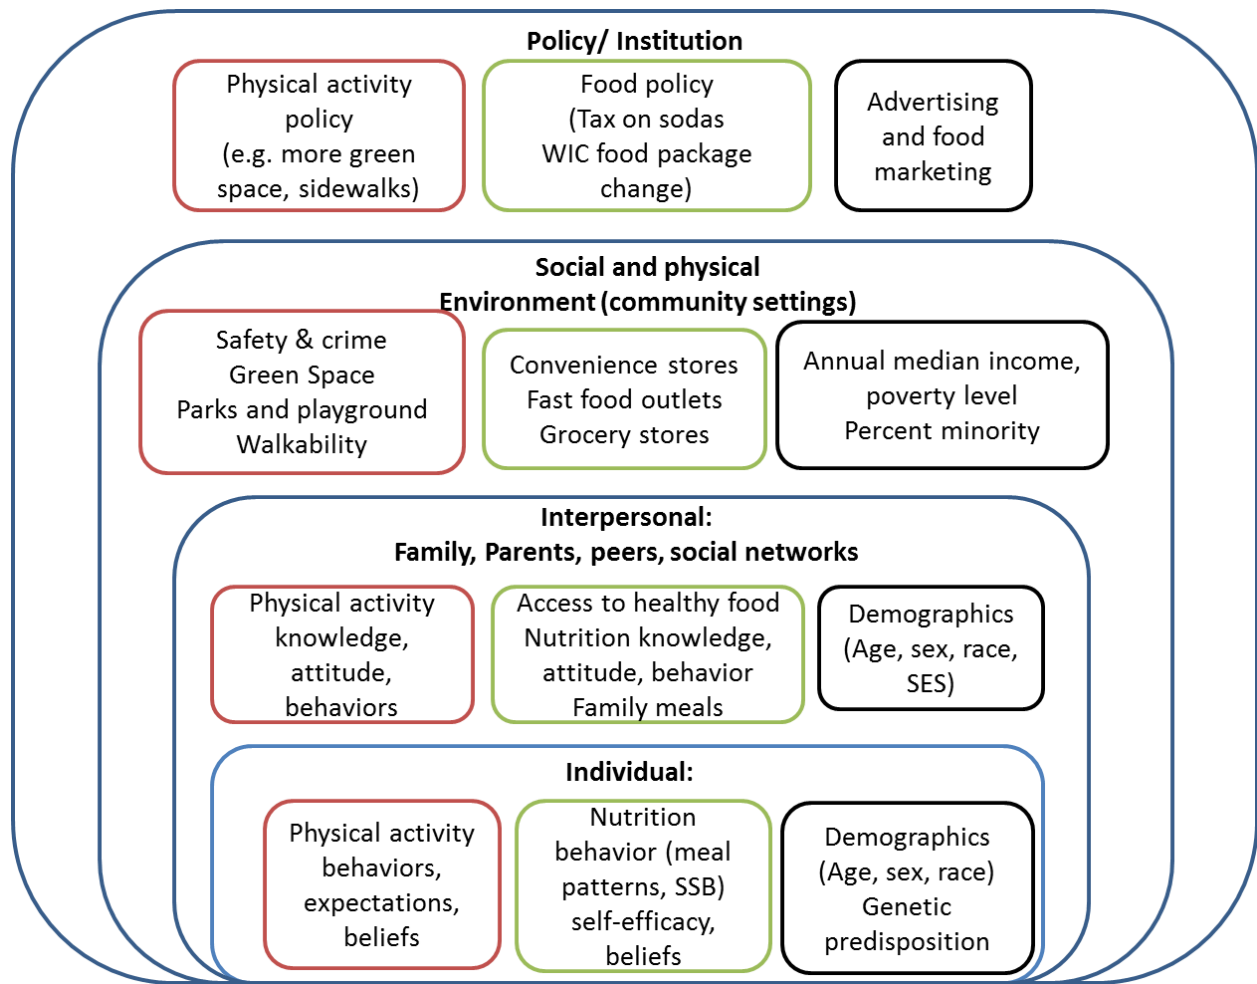 Policy/ Institution
Physical activity
policy
(e.g. more green
space, sidewalks)
Food policy
(Tax on sodas
WIC food package
change)
Advertising
and food
marketing
Social and physical
Environment (community settings)
Safety & crime
Green Space
Parks and playground
Walkability
Convenience stores
Fast food outlets
Grocery stores
Annual median income,
poverty level
Percent minority
Interpersonal:
Family, Parents, peers, social networks
Physical activity
knowledge,
attitude,
behaviors
Access to healthy food
Nutrition knowledge,
attitude, behavior
Family meals
Demographics
(Age, sex, race,
SES)
Individual:
Physical activity
behaviors,
expectations,
beliefs
Nutrition
behavior (meal
patterns, SSB)
self-efficacy,
beliefs
Demographics
(Age, sex, race)
Genetic
predisposition